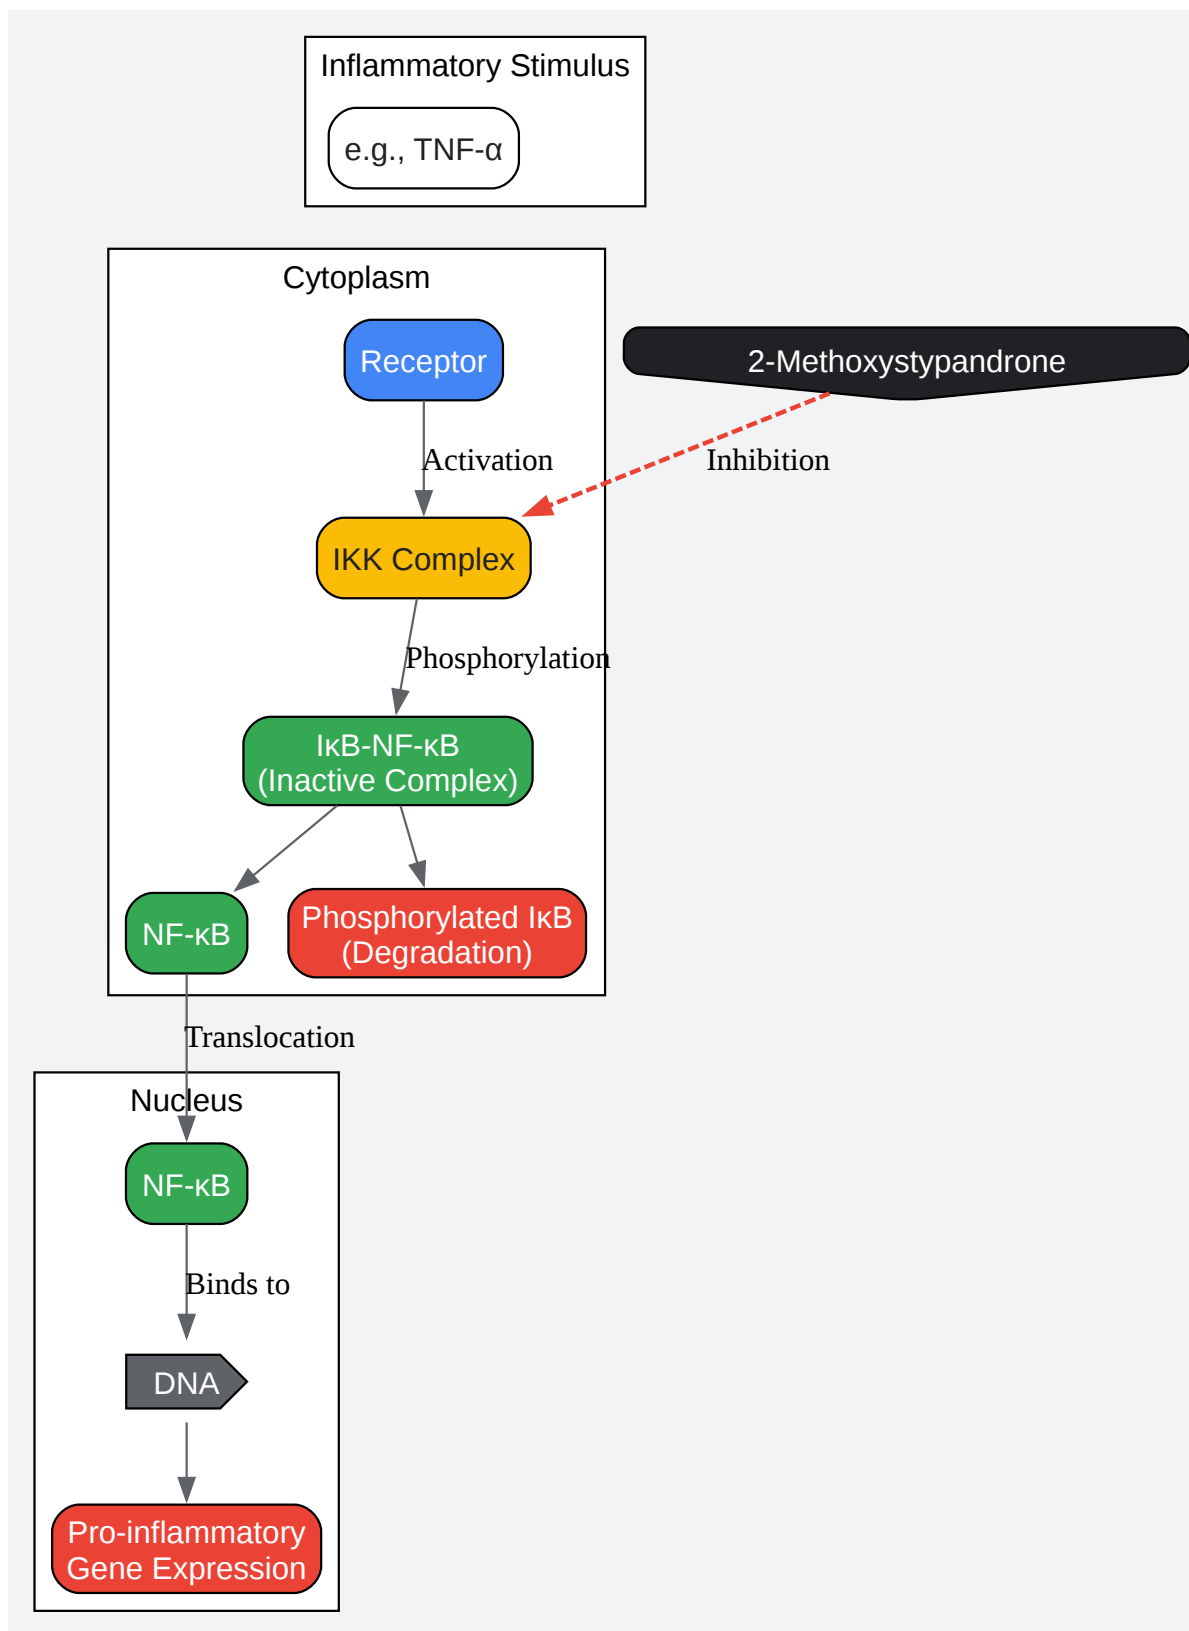 Inflammatory Stimulus
e.g., TNF-α
Cytoplasm
Receptor
2-Methoxystypandrone
Activation
Inhibition
IKK Complex
Phosphorylation
IκB-NF-κB
(Inactive Complex)
NF-κB
Phosphorylated IκB
(Degradation)
Translocation
Nucleus
NF-κB
Binds to
DNA
Pro-inflammatory
Gene Expression